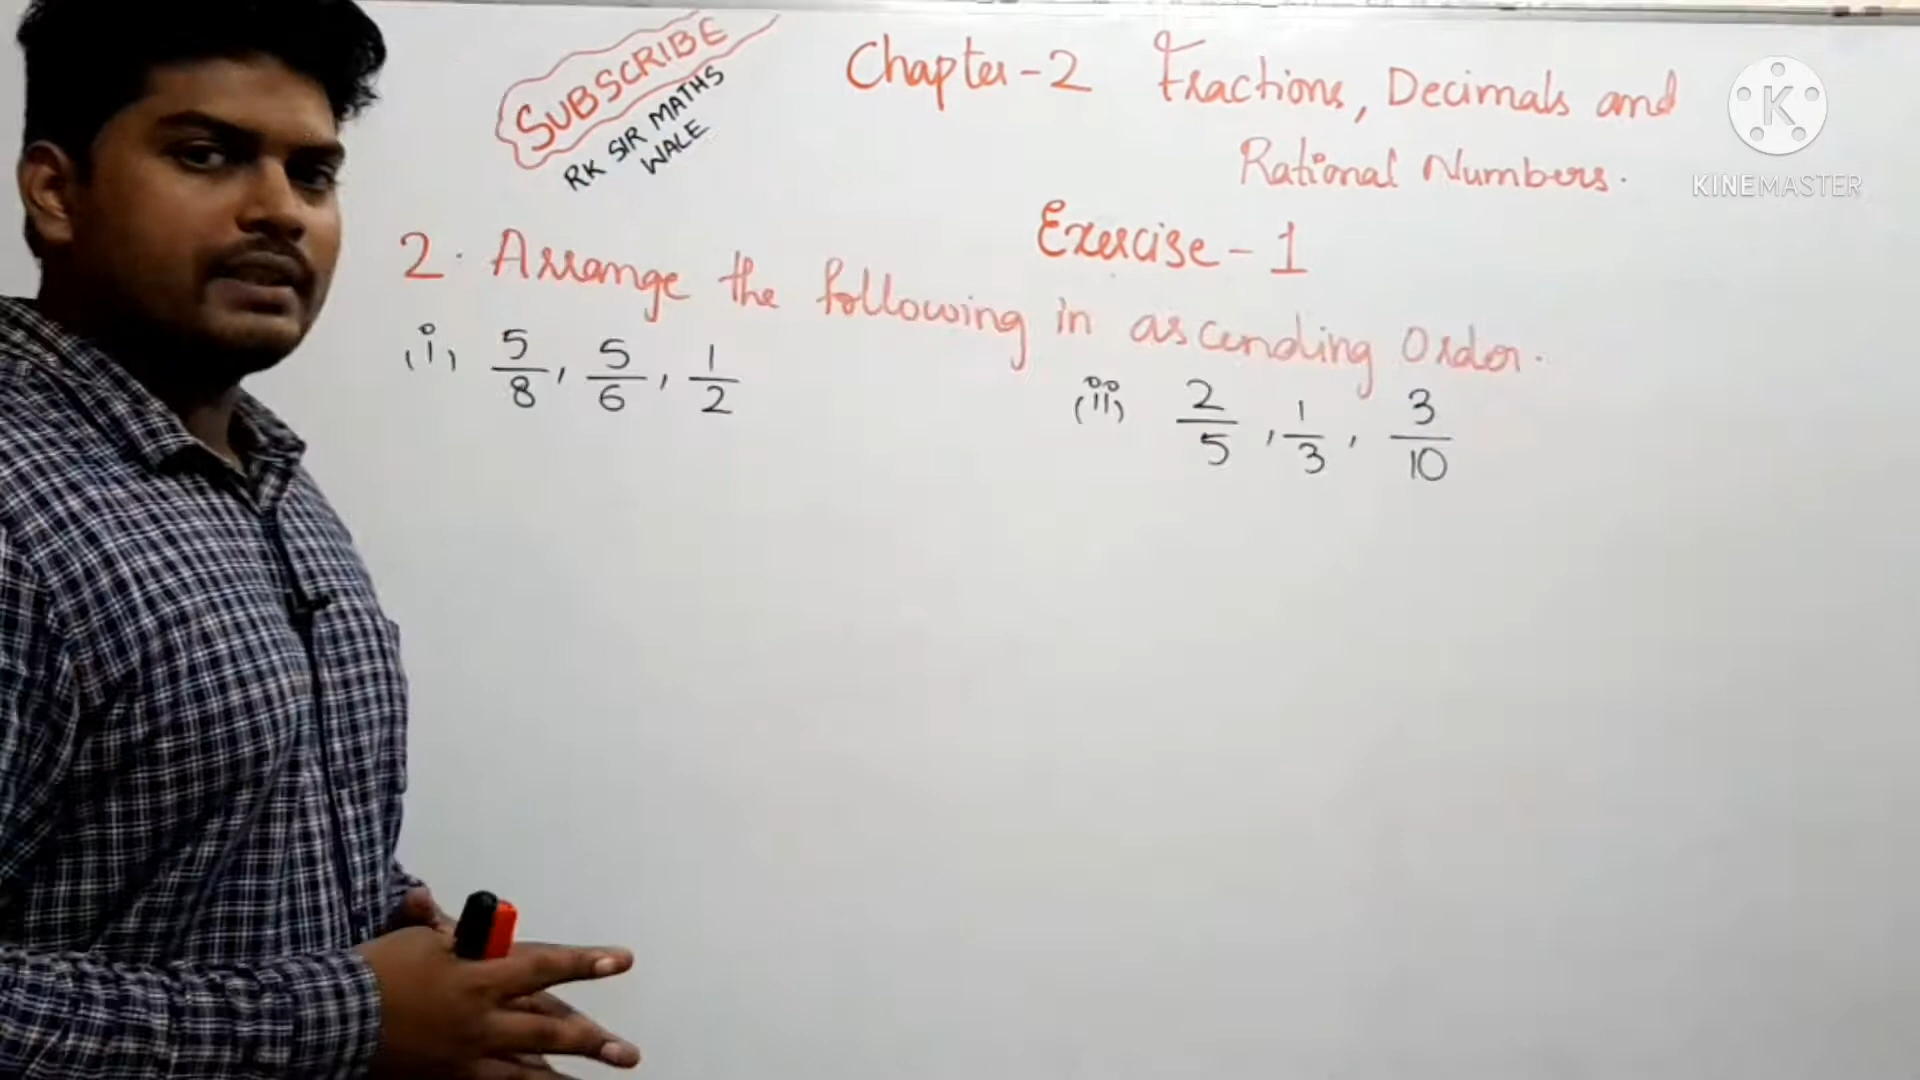 SUBSCRIBE
RK SIR MATHS
WALE
Chapter-2 Fractions, Decimals and
Rational Numbers.
KINEMASTER
Exercise-1
2. Arrange the following in ascending Order.
(i) 5/8, 5/6, 1/2
(ii) 2/5, 1/3, 3/10